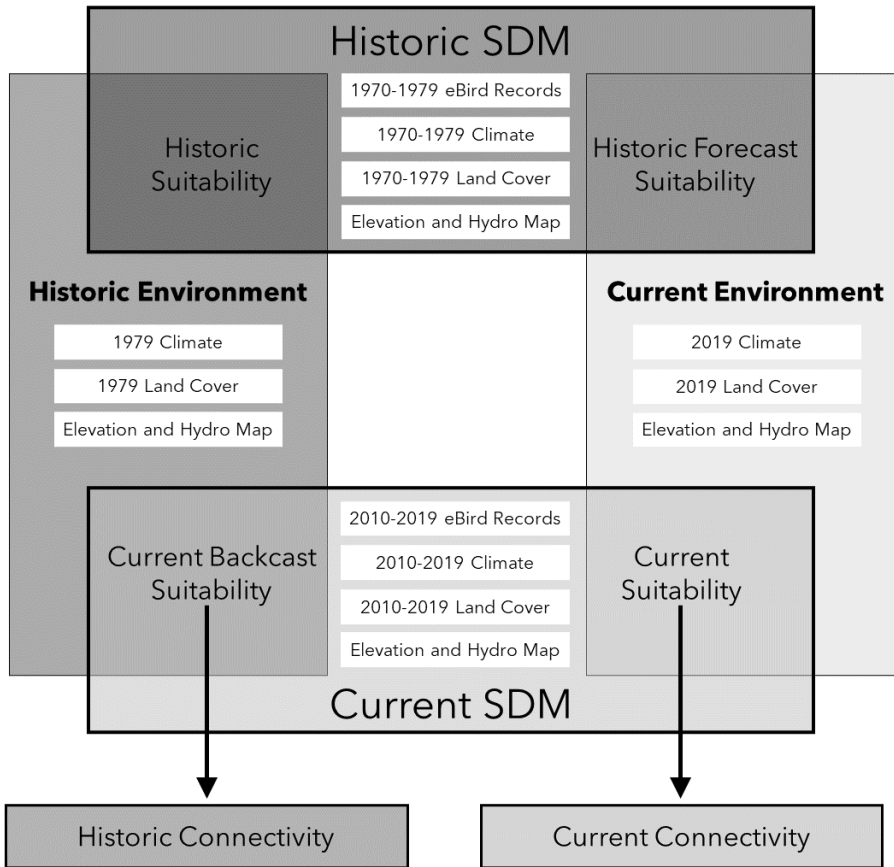 Historic SDM
1970-1979 eBird Records
1970-1979 Climate
1970-1979 Land Cover
Elevation and Hydro Map
Historic
Suitability
Historic Forecast
Suitability
Historic Environment
1979 Climate
1979 Land Cover
Elevation and Hydro Map
Current Environment
2019 Climate
2019 Land Cover
Elevation and Hydro Map
Current Backcast
Suitability
2010-2019 eBird Records
2010-2019 Climate
2010-2019 Land Cover
Elevation and Hydro Map
Current
Suitability
Current SDM
Historic Connectivity
Current Connectivity